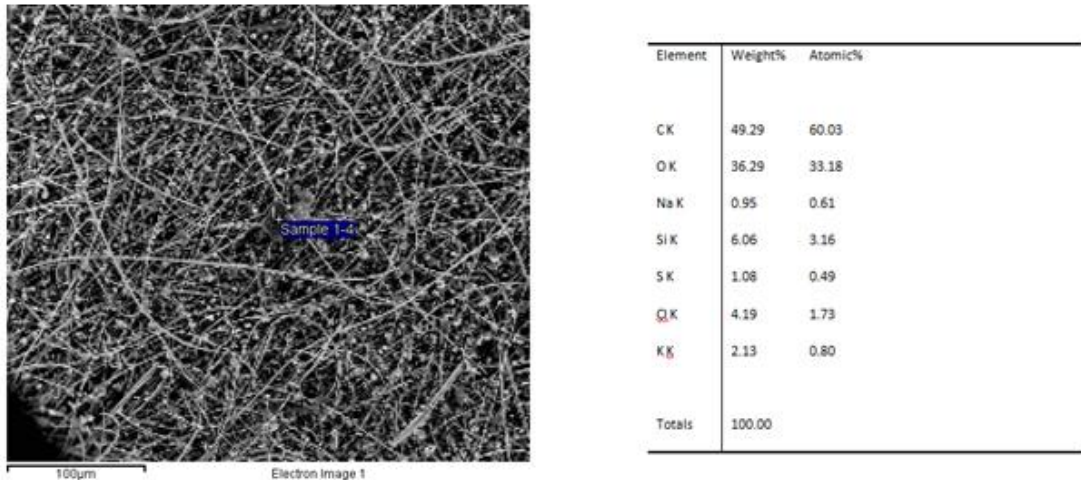 Sample 1-4
100µm
Electron Image 1
Element Weight% Atomic%
C K 49.29 60.03
O K 36.29 33.18
Na K 0.95 0.61
Si K 6.06 3.16
S K 1.08 0.49
Cl K 4.19 1.73
K K 2.13 0.80
Totals 100.00